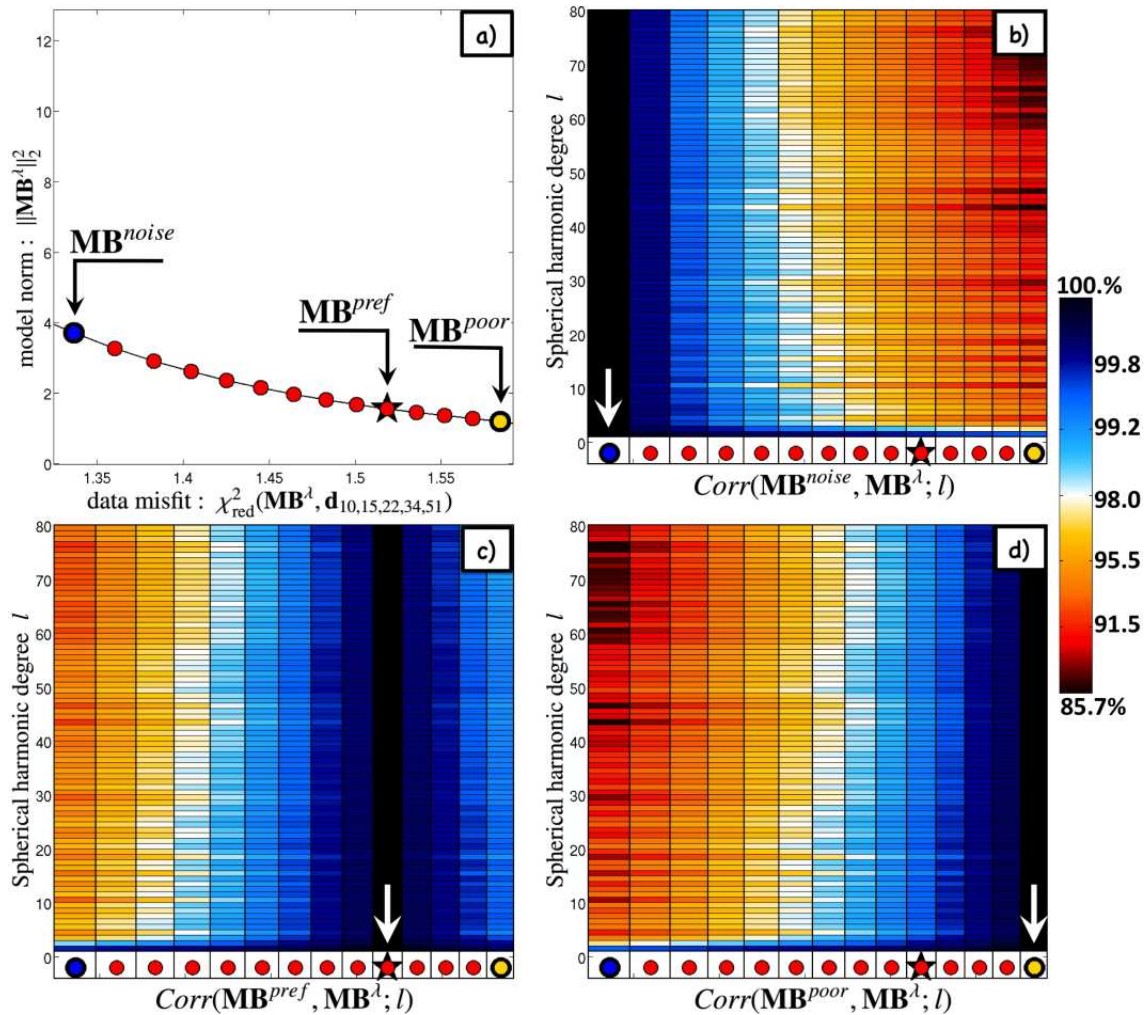 a)
12
10
8
6
4
2
0
model norm : ||MB^λ||₂²
MB^noise
MB^pref
MB^poor
1.35 1.4 1.45 1.5 1.55
data misfit : χ²_red(MB^λ, d_10,15,22,34,51)
b)
80
70
60
50
40
30
20
10
0
Spherical harmonic degree l
Corr(MB^noise, MB^λ; l)
100.%
99.8
99.2
98.0
95.5
91.5
85.7%
c)
80
70
60
50
40
30
20
10
0
Spherical harmonic degree l
Corr(MB^pref, MB^λ; l)
d)
80
70
60
50
40
30
20
10
0
Spherical harmonic degree l
Corr(MB^poor, MB^λ; l)